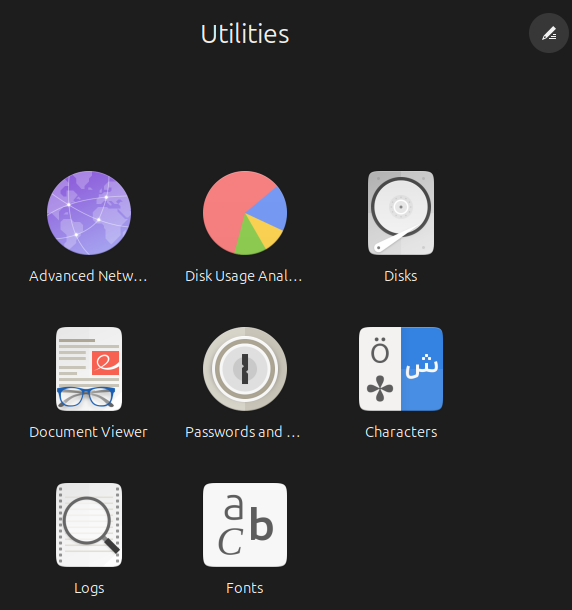 Utilities
Advanced Netw...
Disk Usage Anal...
Disks
Document Viewer
Passwords and ...
Characters
Ö
ش
Logs
a
b
C
Fonts